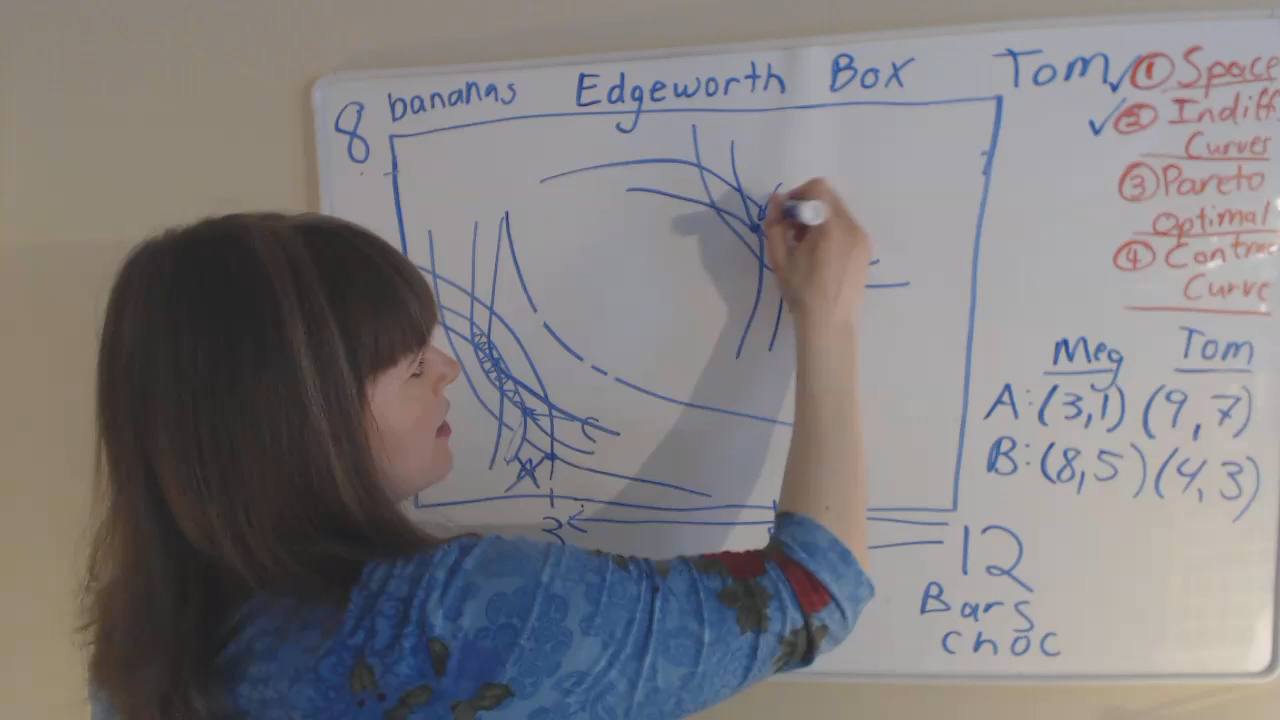 8 bananas Edgeworth Box Tom
✓① Space
✓② Indiff
Curves
③ Pareto
Optimal
④ Contra
Curve
Meg Tom
A: (3,1) (9, 7)
B: (8,5) (4,3)
A
3
12
Bars
choc